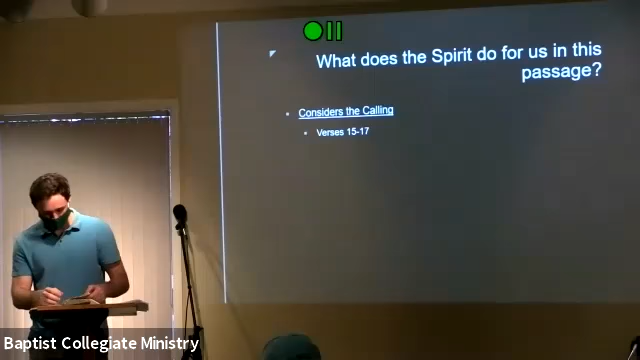 What does the Spirit do for us in this
passage?
Considers the Calling
Verses 15-17
Baptist Collegiate Ministry